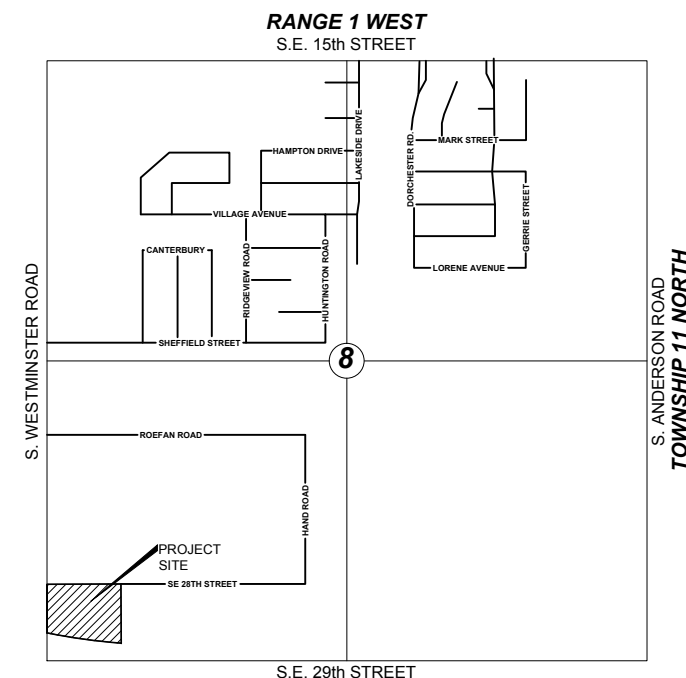 RANGE 1 WEST
S.E. 15th STREET
LAKESIDE DRIVE
DORCHESTER RD.
MARK STREET
HAMPTON DRIVE
GERRIE STREET
VILLAGE AVENUE
CANTERBURY
RIDGEVIEW ROAD
HUNTINGTON ROAD
LORENE AVENUE
S. WESTMINSTER ROAD
S. ANDERSON ROAD
TOWNSHIP 11 NORTH
SHEFFIELD STREET
8
ROEFAN ROAD
HAND ROAD
PROJECT
SITE
SE 28TH STREET
S.E. 29th STREET